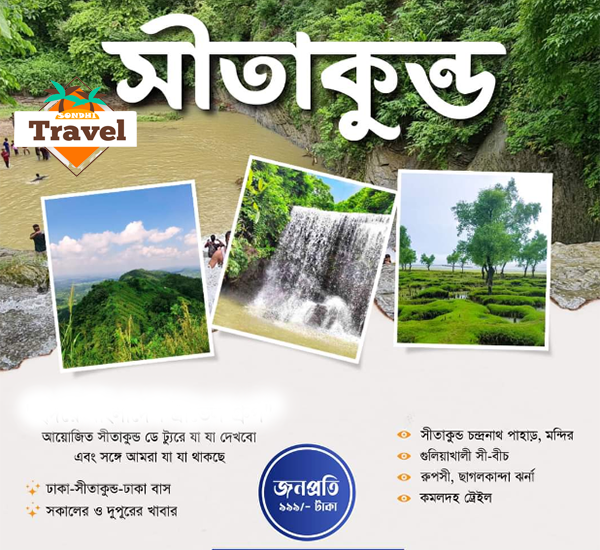 সীতাকুন্ড
SONDHI
Travel
আয়োজিত সীতাকুন্ড ডে ট্যুরে যা যা দেখবো
এবং সঙ্গে আমরা যা যা থাকছে
ঢাকা-সীতাকুন্ড-ঢাকা বাস
সকালের ও দুপুরের খাবার
জনপ্রতি
৯৯৯/- টাকা
সীতাকুন্ড চন্দ্রনাথ পাহাড়, মন্দির
গুলিয়াখালী সী-বীচ
রুপসী, ছাগলকান্দা ঝর্না
কমলদহ ট্রেইল